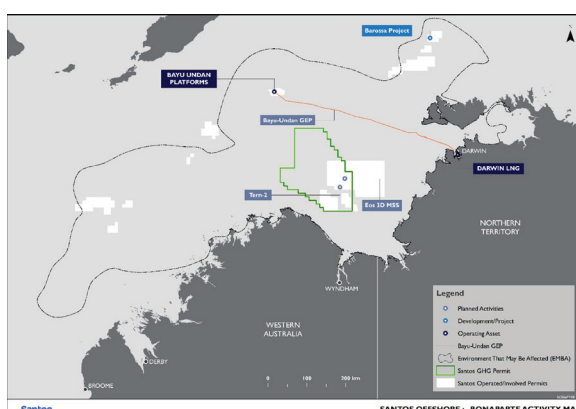 Barossa Project
BAYU UNDAN
PLATFORMS
Bayu-Undan GEP
DARWIN
DARWIN LNG
Tern-2
Eos 3D MSS
NORTHERN
TERRITORY
WYNDHAM
WESTERN
AUSTRALIA
DERBY
BROOME
0 100 200 km
Legend
Planned Activities
Development/Project
Operating Asset
Bayu-Undan GEP
Environment That May Be Affected (EMBA)
Santos GHG Permit
Santos Operated/Involved Permits
Santos
SANTOS OFFSHORE : BONAPARTE ACTIVITY MA